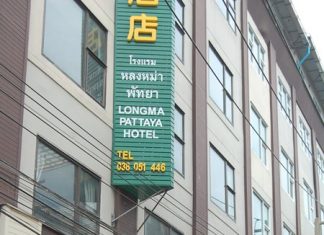 酒
店
โรงแรม
หลงหม่า
พัทยา
LONGMA
PATTAYA
HOTEL
TEL
038 051 446